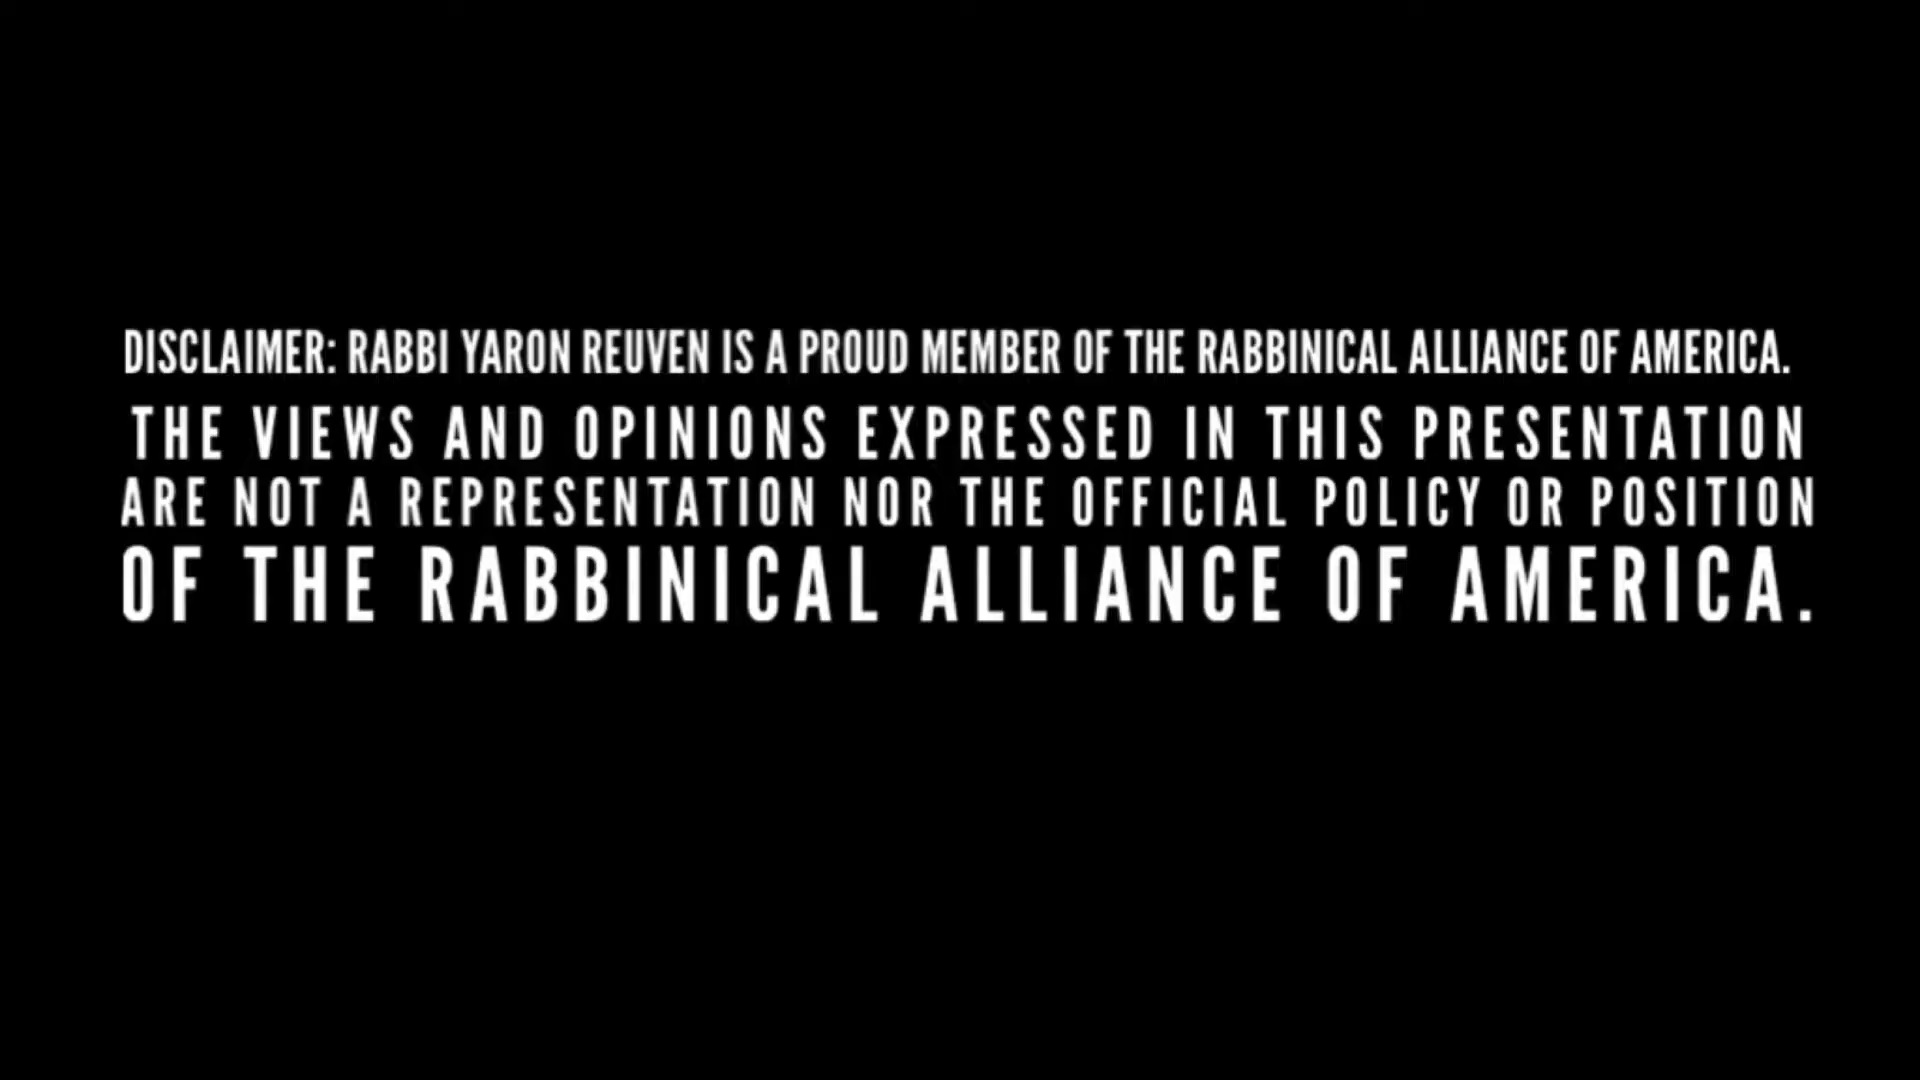 DISCLAIMER: RABBI YARON REUVEN IS A PROUD MEMBER OF THE RABBINICAL ALLIANCE OF AMERICA.
THE VIEWS AND OPINIONS EXPRESSED IN THIS PRESENTATION
ARE NOT A REPRESENTATION NOR THE OFFICIAL POLICY OR POSITION
OF THE RABBINICAL ALLIANCE OF AMERICA.